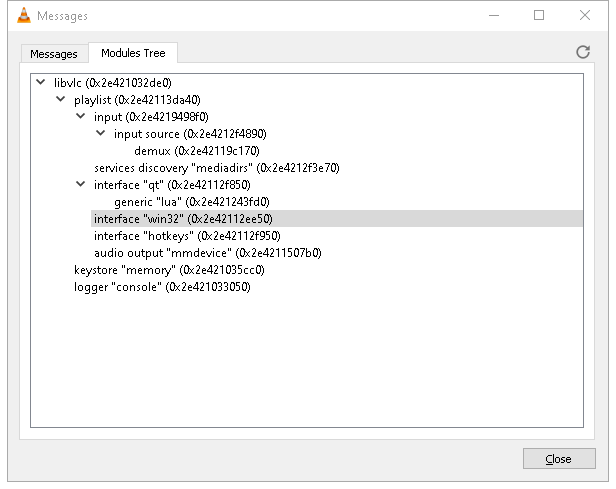 Messages
Messages
Modules Tree
libvlc (0x2e421032de0)
playlist (0x2e42113da40)
input (0x2e4219498f0)
input source (0x2e4212f4890)
demux (0x2e42119c170)
services discovery "mediadirs" (0x2e4212f3e70)
interface "qt" (0x2e42112f850)
generic "lua" (0x2e421243fd0)
interface "win32" (0x2e42112ee50)
interface "hotkeys" (0x2e42112f950)
audio output "mmdevice" (0x2e4211507b0)
keystore "memory" (0x2e421035cc0)
logger "console" (0x2e421033050)
Close